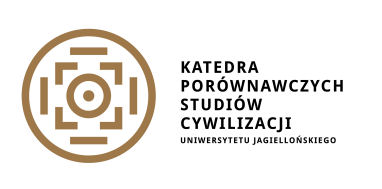 KATEDRA
PORÓWNAWCZYCH
STUDIÓW
CYWILIZACJI
UNIWERSYTETU JAGIELLOŃSKIEGO